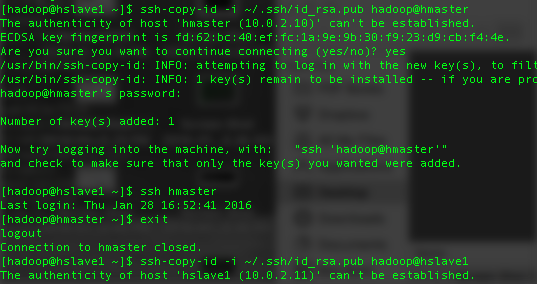 [hadoop@hslave1 ~]$ ssh-copy-id -i ~/.ssh/id_rsa.pub hadoop@hmaster
The authenticity of host 'hmaster (10.0.2.10)' can't be established.
ECDSA key fingerprint is fd:62:bc:40:ef:fc:1a:9e:9b:30:f9:23:d9:cb:f4:4e.
Are you sure you want to continue connecting (yes/no)? yes
/usr/bin/ssh-copy-id: INFO: attempting to log in with the new key(s), to filt
/usr/bin/ssh-copy-id: INFO: 1 key(s) remain to be installed -- if you are pro
hadoop@hmaster's password:
Number of key(s) added: 1
Now try logging into the machine, with:   "ssh 'hadoop@hmaster'"
and check to make sure that only the key(s) you wanted were added.
[hadoop@hslave1 ~]$ ssh hmaster
Last login: Thu Jan 28 16:52:41 2016
[hadoop@hmaster ~]$ exit
logout
Connection to hmaster closed.
[hadoop@hslave1 ~]$ ssh-copy-id -i ~/.ssh/id_rsa.pub hadoop@hslave1
The authenticity of host 'hslave1 (10.0.2.11)' can't be established.